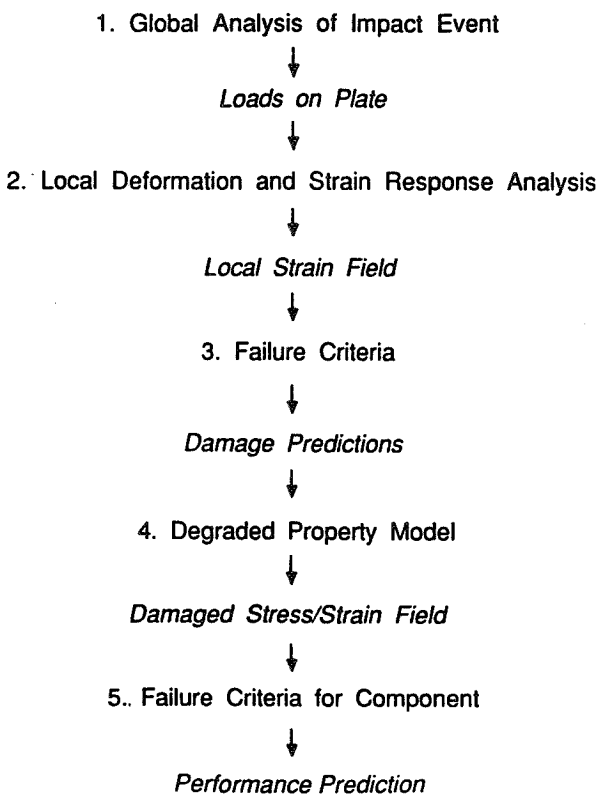 1. Global Analysis of Impact Event
Loads on Plate
2. Local Deformation and Strain Response Analysis
Local Strain Field
3. Failure Criteria
Damage Predictions
4. Degraded Property Model
Damaged Stress/Strain Field
5.. Failure Criteria for Component
Performance Prediction